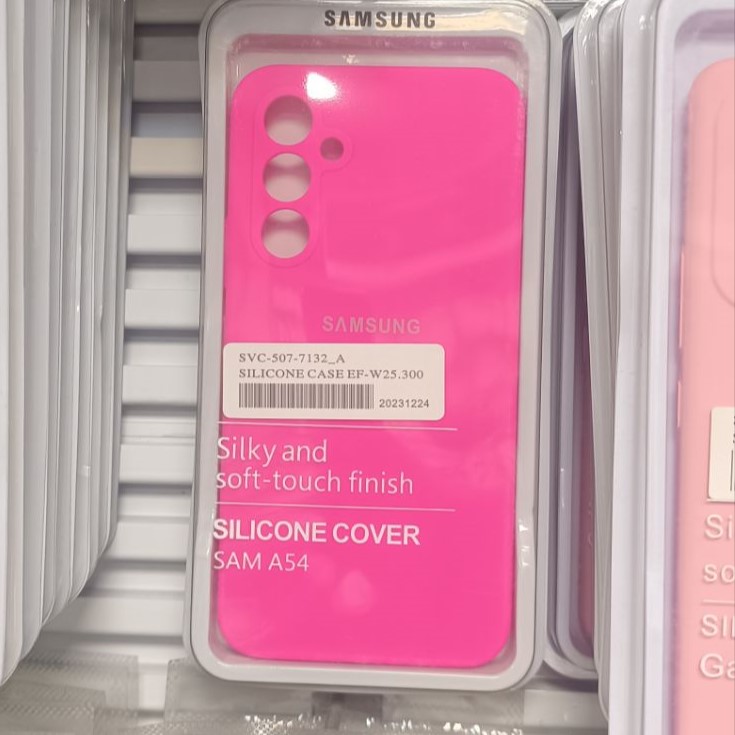 SAMSUNG
SAMSUNG
SVC-507-7132_A
SILICONE CASE EF-W25.300
20231224
Silky and
soft-touch finish
SILICONE COVER
SAM A54
Si
so
SIL
Ga